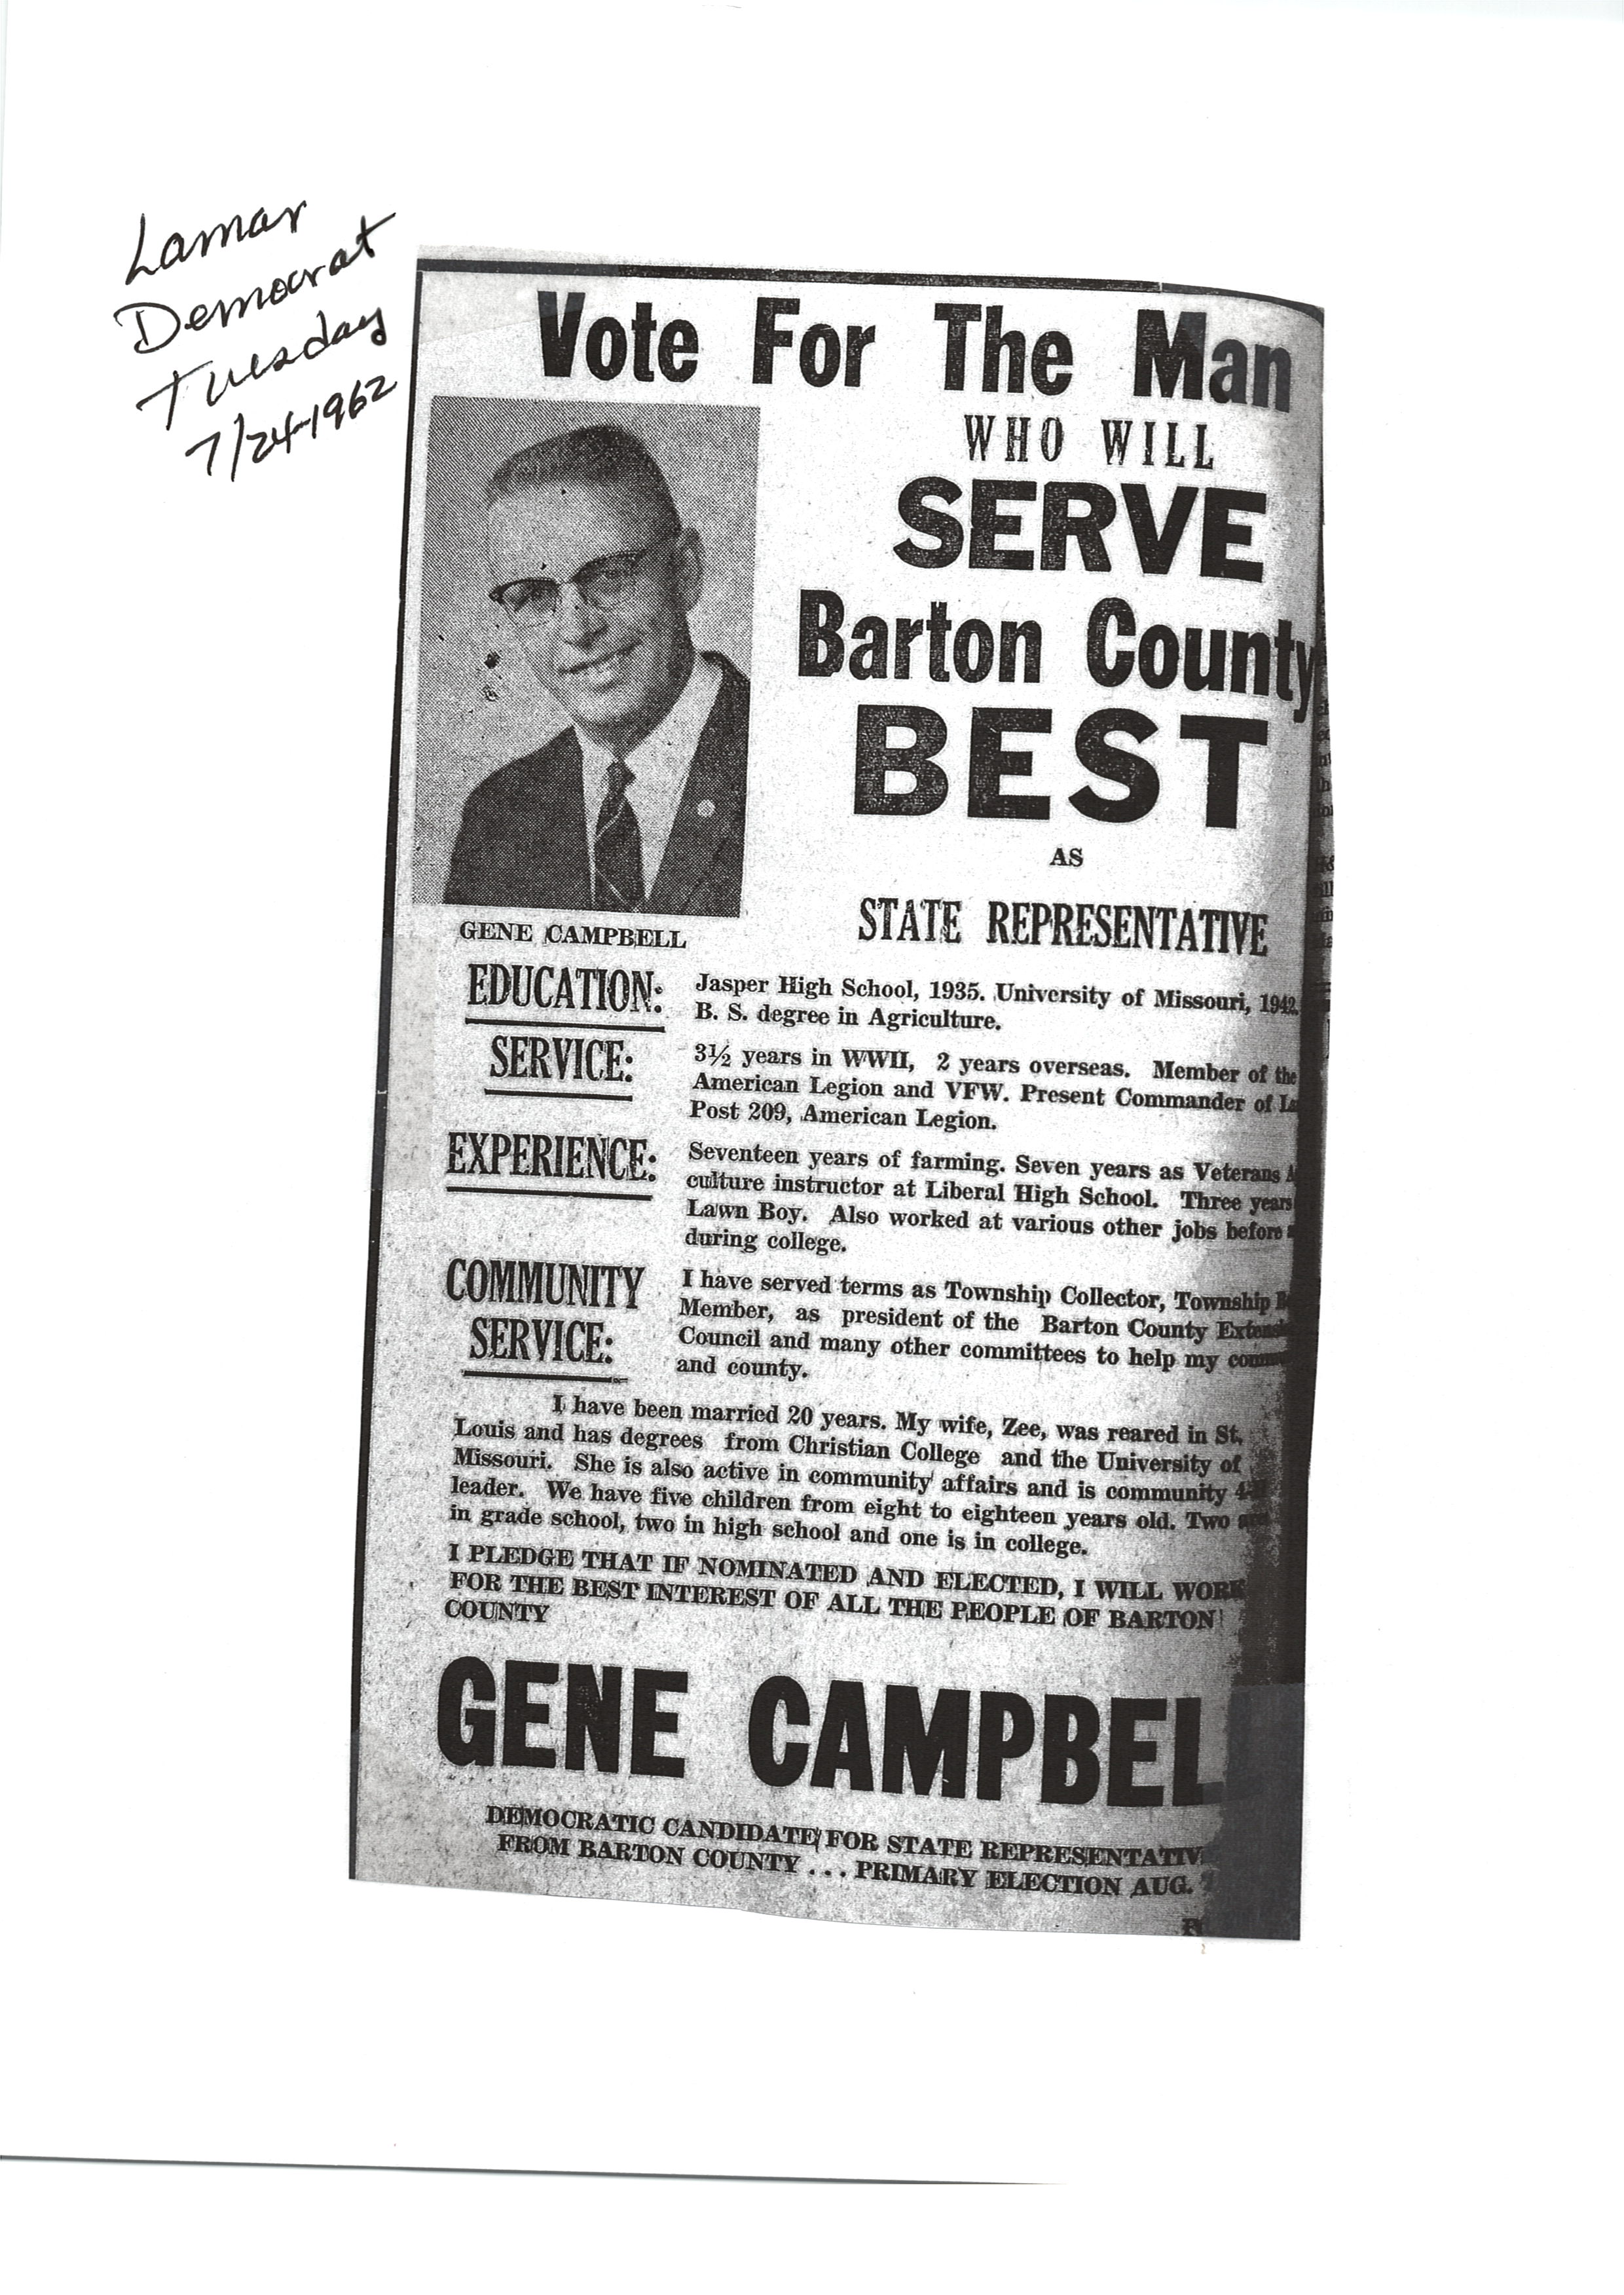 Lamar
Democrat
Tuesday
7/24-1962
Vote For The Man
WHO WILL
SERVE
Barton County
BEST
AS
STATE REPRESENTATIVE
GENE CAMPBELL
EDUCATION: Jasper High School, 1935. University of Missouri, 1942.
B. S. degree in Agriculture.
SERVICE: 3½ years in WWII, 2 years overseas. Member of the
American Legion and VFW. Present Commander of
Post 209, American Legion.
EXPERIENCE: Seventeen years of farming. Seven years as Veterans
culture instructor at Liberal High School. Three years
Lawn Boy. Also worked at various other jobs before
during college.
COMMUNITY
SERVICE:
I have served terms as Township Collector, Township
Member, as president of the Barton County
Council and many other committees to help my
and county.
I have been married 20 years. My wife, Zee, was reared in St.
Louis and has degrees from Christian College and the University of
Missouri. She is also active in community affairs and is community
leader. We have five children from eight to eighteen years old. Two are
in grade school, two in high school and one is in college.
I PLEDGE THAT IF NOMINATED AND ELECTED, I WILL WORK
FOR THE BEST INTEREST OF ALL THE PEOPLE OF BARTON
COUNTY
GENE CAMPBEL
DEMOCRATIC CANDIDATE FOR STATE REPRESENTATIV
FROM BARTON COUNTY . . . PRIMARY ELECTION AUG.